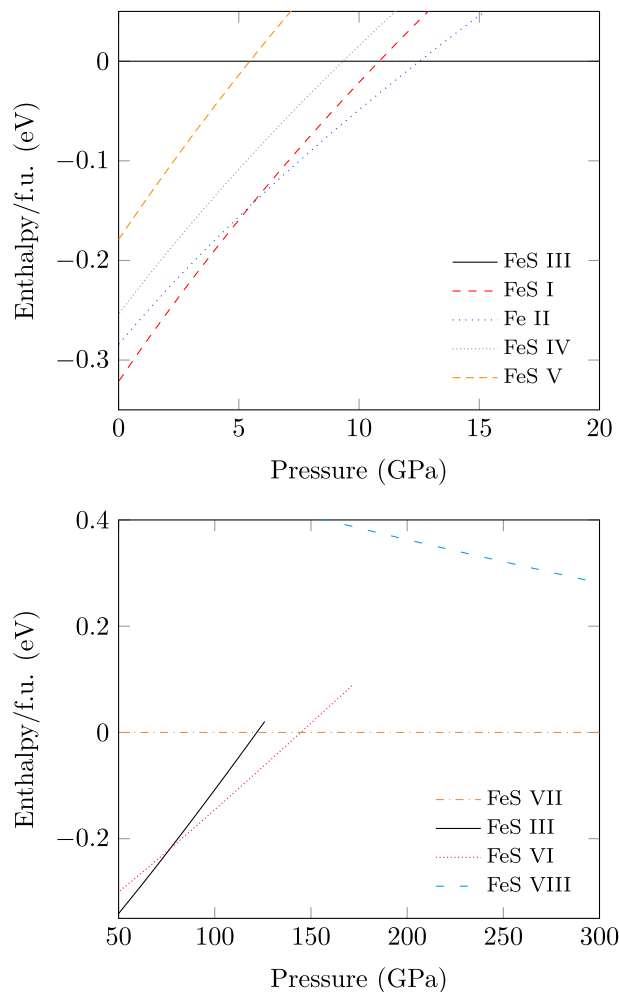 0
−0.1
−0.2
−0.3
Enthalpy/f.u. (eV)
FeS III
FeS I
Fe II
FeS IV
FeS V
0 5 10 15 20
Pressure (GPa)
0.4
0.2
0
−0.2
Enthalpy/f.u. (eV)
FeS VII
FeS III
FeS VI
FeS VIII
50 100 150 200 250 300
Pressure (GPa)